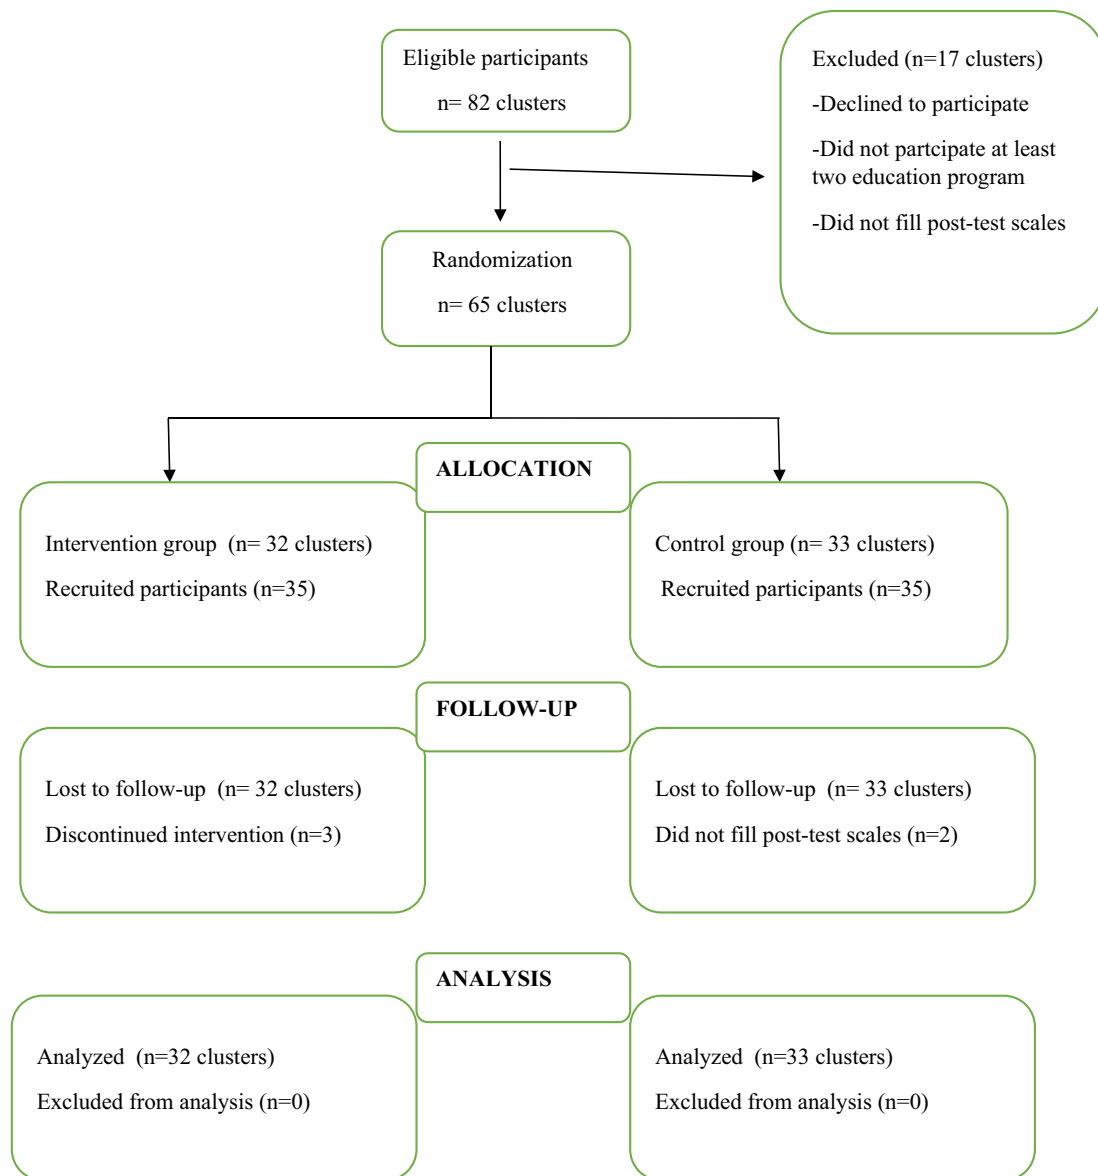 Eligible participants
n= 82 clusters
Excluded (n=17 clusters)
-Declined to participate
-Did not partcipate at least
two education program
-Did not fill post-test scales
Randomization
n= 65 clusters
ALLOCATION
Intervention group (n= 32 clusters)
Recruited participants (n=35)
Control group (n= 33 clusters)
Recruited participants (n=35)
FOLLOW-UP
Lost to follow-up (n= 32 clusters)
Discontinued intervention (n=3)
Lost to follow-up (n= 33 clusters)
Did not fill post-test scales (n=2)
ANALYSIS
Analyzed (n=32 clusters)
Excluded from analysis (n=0)
Analyzed (n=33 clusters)
Excluded from analysis (n=0)